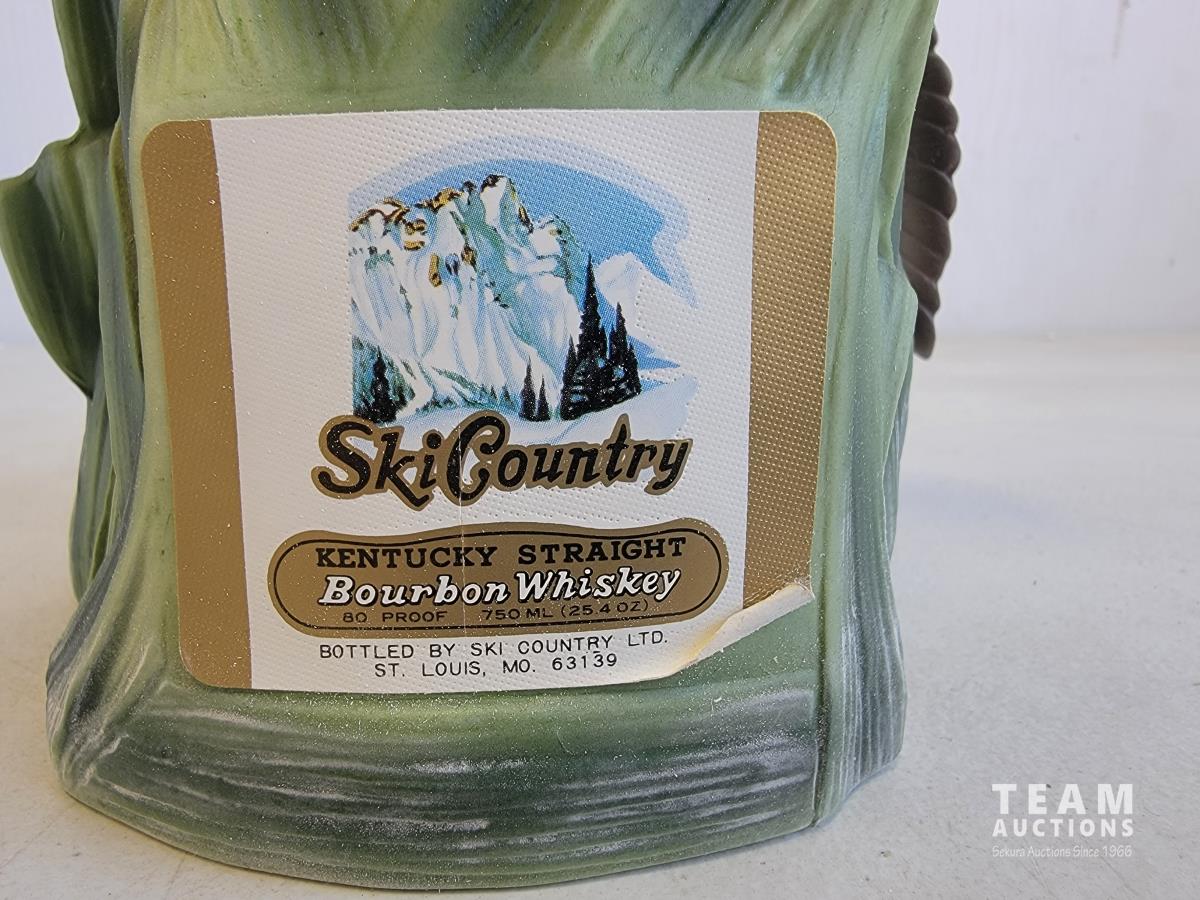 Ski Country
KENTUCKY STRAIGHT
Bourbon Whiskey
80 PROOF 750 ML (25.4 OZ)
BOTTLED BY SKI COUNTRY LTD.
ST. LOUIS, MO. 63139
TEAM
AUCTIONS
Sekura Auctions Since 1966